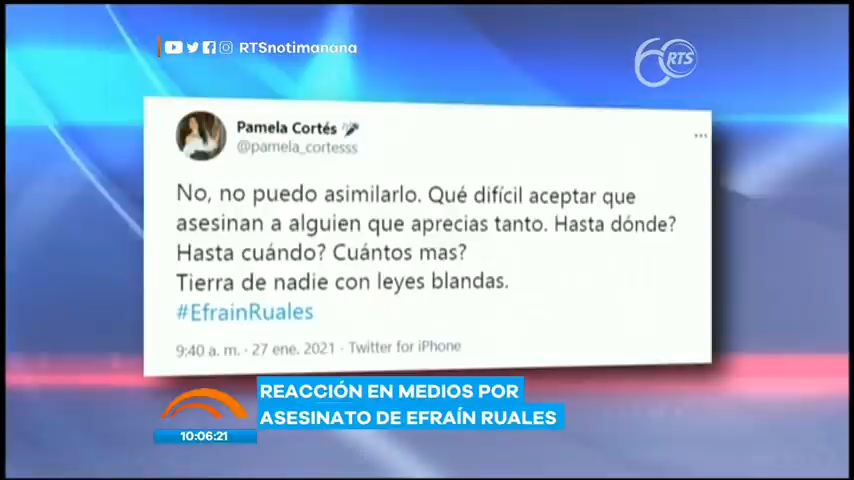 RTSnotimanana
60 RTS
Pamela Cortés
@pamela_cortesss
No, no puedo asimilarlo. Qué difícil aceptar que
asesinan a alguien que aprecias tanto. Hasta dónde?
Hasta cuándo? Cuántos mas?
Tierra de nadie con leyes blandas.
#EfrainRuales
9:40 a. m. · 27 ene. 2021 · Twitter for iPhone
REACCIÓN EN MEDIOS POR
ASESINATO DE EFRAÍN RUALES
10:06:21